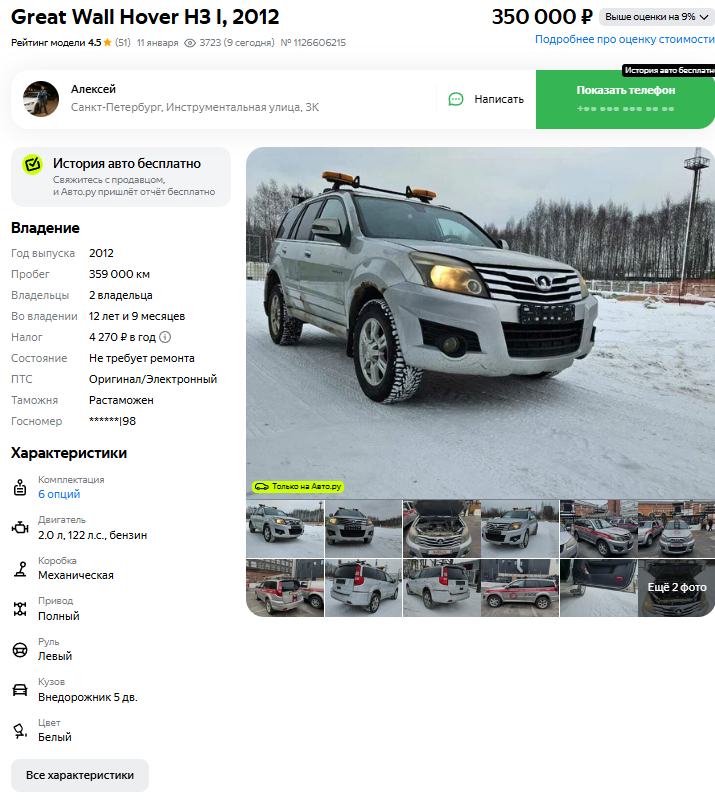 Great Wall Hover H3 I, 2012
350 000 ₽ Выше оценки на 9%
Рейтинг модели 4.5 (51) 11 января 3723 (9 сегодня) № 1126606215
Подробнее про оценку стоимости
История авто бесплатн
Алексей
Санкт-Петербург, Инструментальная улица, 3К
Написать
Показать телефон
История авто бесплатно
Свяжитесь с продавцом,
и Авто.ру пришлёт отчёт бесплатно
Владение
Год выпуска 2012
Пробег 359 000 км
Владельцы 2 владельца
Во владении 12 лет и 9 месяцев
Налог 4 270 ₽ в год
Состояние Не требует ремонта
ПТС Оригинал/Электронный
Таможня Растаможен
Госномер ******|98
Характеристики
Комплектация
6 опций
Двигатель
2.0 л, 122 л.с., бензин
Коробка
Механическая
Привод
Полный
Руль
Левый
Кузов
Внедорожник 5 дв.
Цвет
Белый
Все характеристики
Только на Авто.ру
Ещё 2 фото